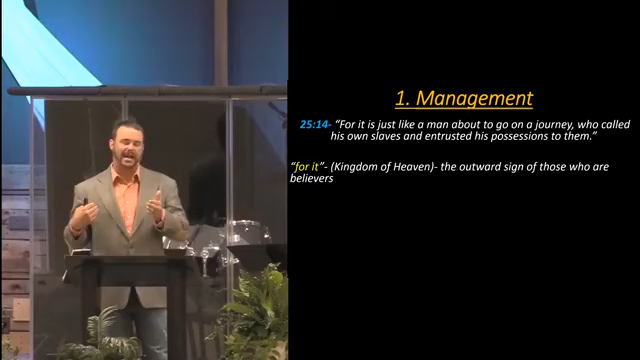 1. Management
25:14- “For it is just like a man about to go on a journey, who called
his own slaves and entrusted his possessions to them.”
“for it”- (Kingdom of Heaven)- the outward sign of those who are
believers